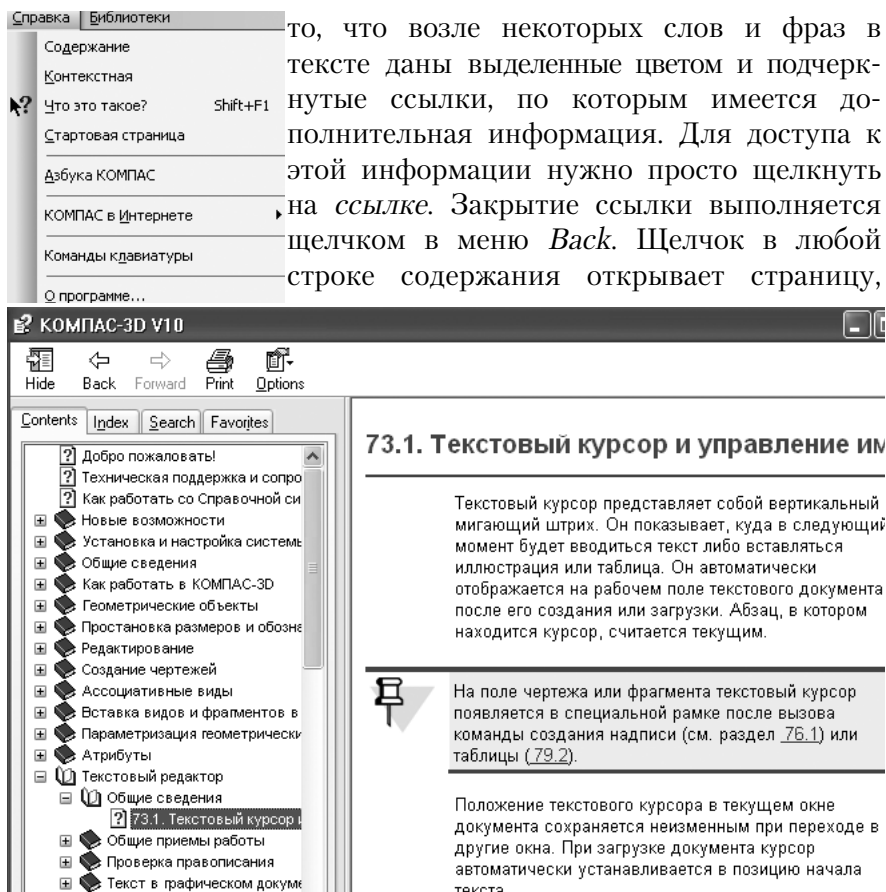 Справка Библиотеки
Содержание
Контекстная
Что это такое? Shift+F1
Стартовая страница
Азбука КОМПАС
КОМПАС в Интернете
Команды клавиатуры
О программе...
то, что возле некоторых слов и фраз в
тексте даны выделенные цветом и подчерк-
нутые ссылки, по которым имеется до-
полнительная информация. Для доступа к
этой информации нужно просто щелкнуть
на ссылке. Закрытие ссылки выполняется
щелчком в меню Back. Щелчок в любой
строке содержания открывает страницу,
КОМПАС-3D V10
Hide Back Forward Print Options
Contents Index Search Favorites
Добро пожаловать!
Техническая поддержка и сопро
Как работать со Справочной си
Новые возможности
Установка и настройка системь
Общие сведения
Как работать в КОМПАС-3D
Геометрические объекты
Простановка размеров и обозна
Редактирование
Создание чертежей
Ассоциативные виды
Вставка видов и фрагментов в
Параметризация геометрически
Атрибуты
Текстовый редактор
Общие сведения
73.1. Текстовый курсор и
Общие приемы работы
Проверка правописания
Текст в графическом докуме
73.1. Текстовый курсор и управление им
Текстовый курсор представляет собой вертикальный
мигающий штрих. Он показывает, куда в следующий
момент будет вводиться текст либо вставляться
иллюстрация или таблица. Он автоматически
отображается на рабочем поле текстового документа
после его создания или загрузки. Абзац, в котором
находится курсор, считается текущим.
На поле чертежа или фрагмента текстовый курсор
появляется в специальной рамке после вызова
команды создания надписи (см. раздел 76.1) или
таблицы (79.2).
Положение текстового курсора в текущем окне
документа сохраняется неизменным при переходе в
другие окна. При загрузке документа курсор
автоматически устанавливается в позицию начала
текста